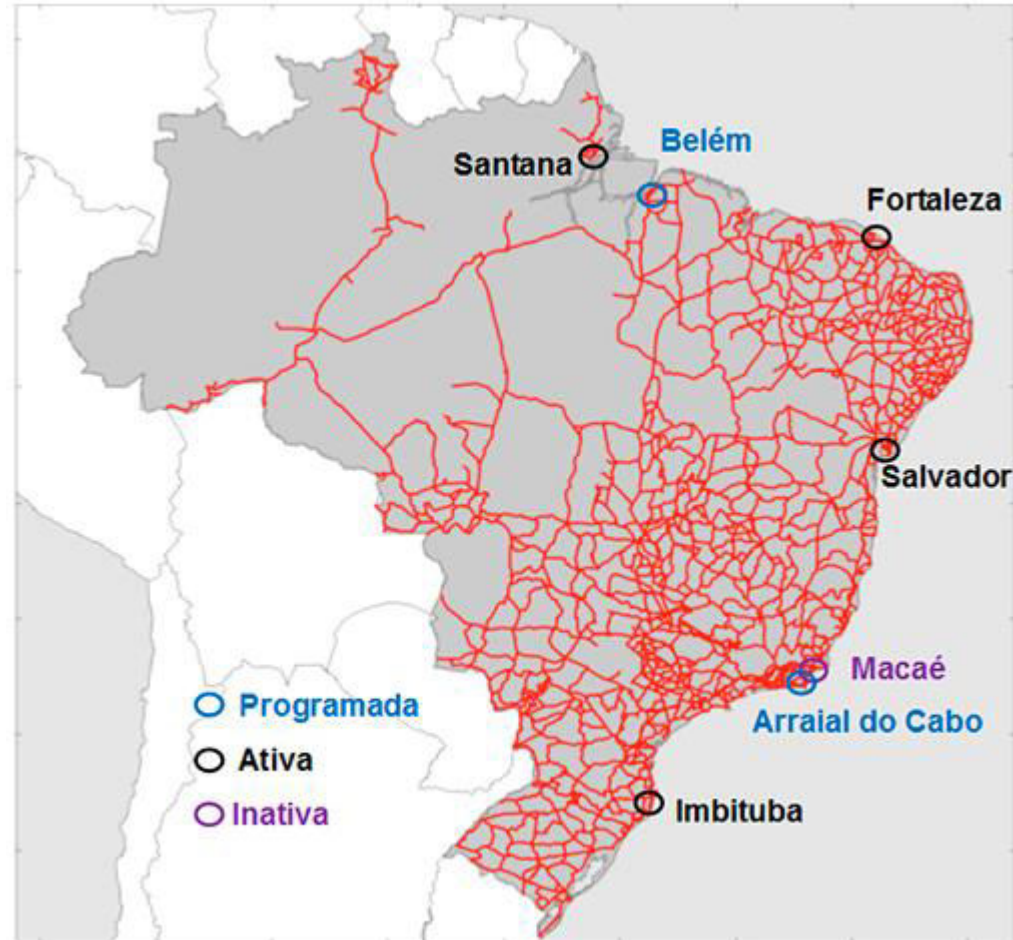 Belém
Santana
Fortaleza
Salvador
Macaé
Programada
Arraial do Cabo
Ativa
Inativa
Imbituba